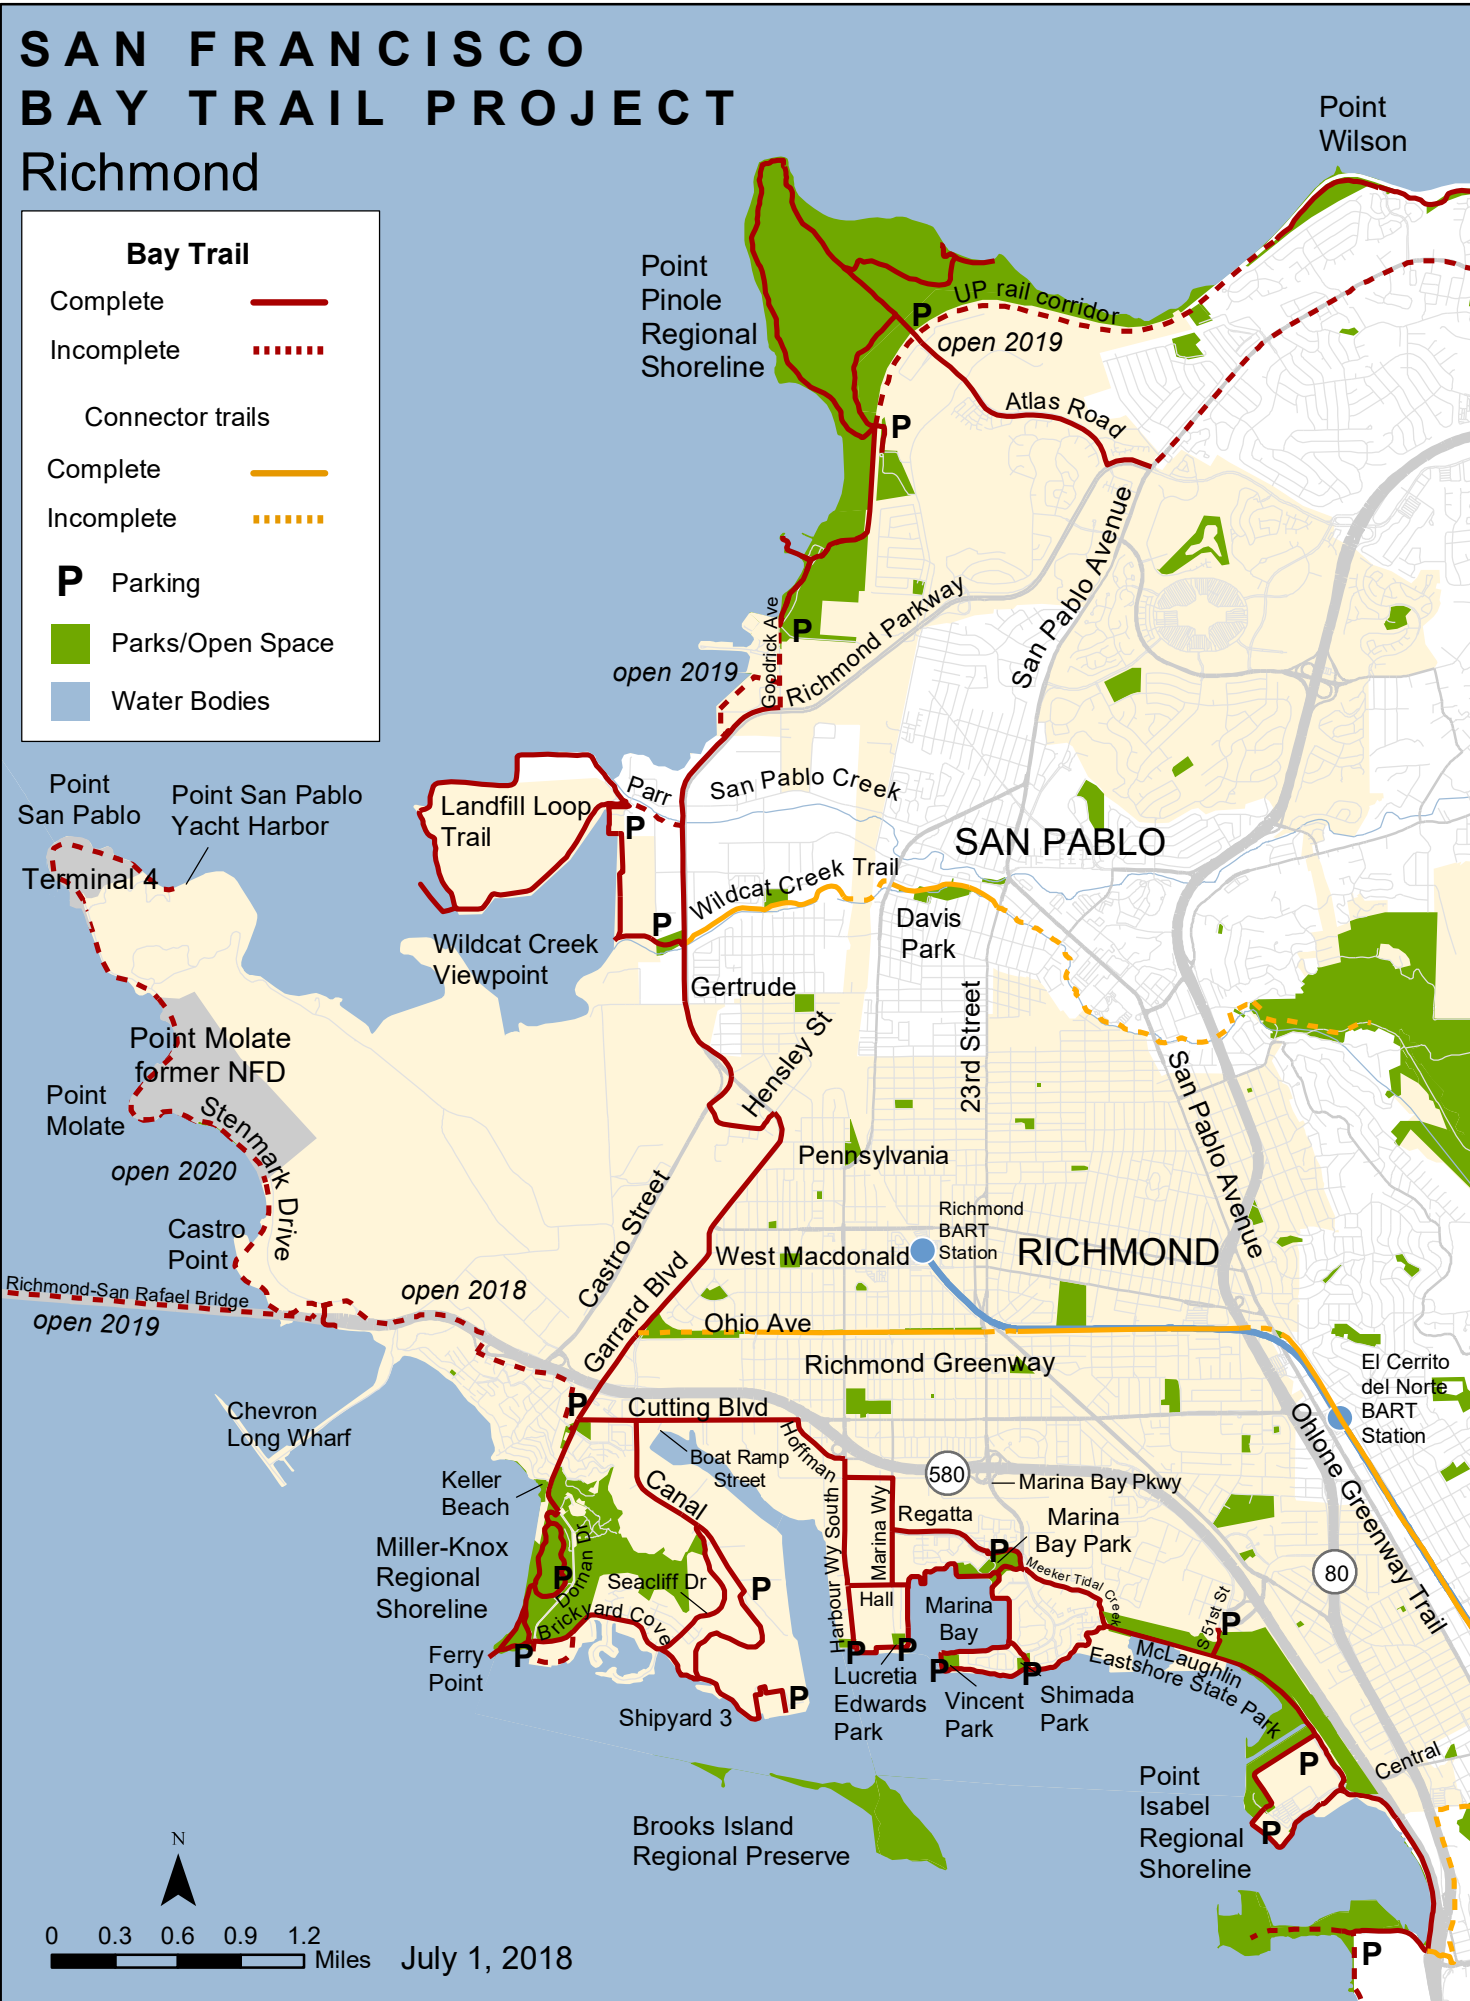 SAN FRANCISCO
BAY TRAIL PROJECT
Richmond
Bay Trail
Complete
Incomplete
Connector trails
Complete
Incomplete
P Parking
Parks/Open Space
Water Bodies
Point
Wilson
Point
Pinole
Regional
Shoreline
UP rail corridor
P
open 2019
Atlas Road
P
San Pablo Avenue
P
Goodrick Ave
Richmond Parkway
open 2019
Point
San Pablo
Point San Pablo
Yacht Harbor
Terminal 4
Landfill Loop
Trail
Parr
P
San Pablo Creek
SAN PABLO
Wildcat Creek Trail
P
Davis
Park
Wildcat Creek
Viewpoint
Gertrude
Hensley St
23rd Street
San Pablo Avenue
Point Molate
former NFD
Point
Molate
Stenmark Drive
open 2020
Castro
Point
Richmond-San Rafael Bridge
open 2019
open 2018
Castro Street
Garrard Blvd
Pennsylvania
Richmond
BART
Station
West Macdonald
RICHMOND
Ohio Ave
Richmond Greenway
El Cerrito
del Norte
BART
Station
Ohlone Greenway Trail
Chevron
Long Wharf
P
Cutting Blvd
Hoffman
Boat Ramp
Street
Canal
580
Marina Bay Pkwy
Keller
Beach
Miller-Knox
Regional
Shoreline
P
Dornan Dr
Seacliff Dr
Brickyard Cove
P
Ferry
Point
P
Shipyard 3
P
Harbour Wy South
Marina Wy
Regatta
Hall
Marina
Bay Park
P
Meeker Tidal Creek
Marina
Bay
80
S 51st St
P
P
P
Lucretia
Edwards
Park
P
Vincent
Park
P
Shimada
Park
McLaughlin
Eastshore State Park
Central
P
Point
Isabel
Regional
Shoreline
P
Brooks Island
Regional Preserve
P
N
0 0.3 0.6 0.9 1.2
Miles
July 1, 2018